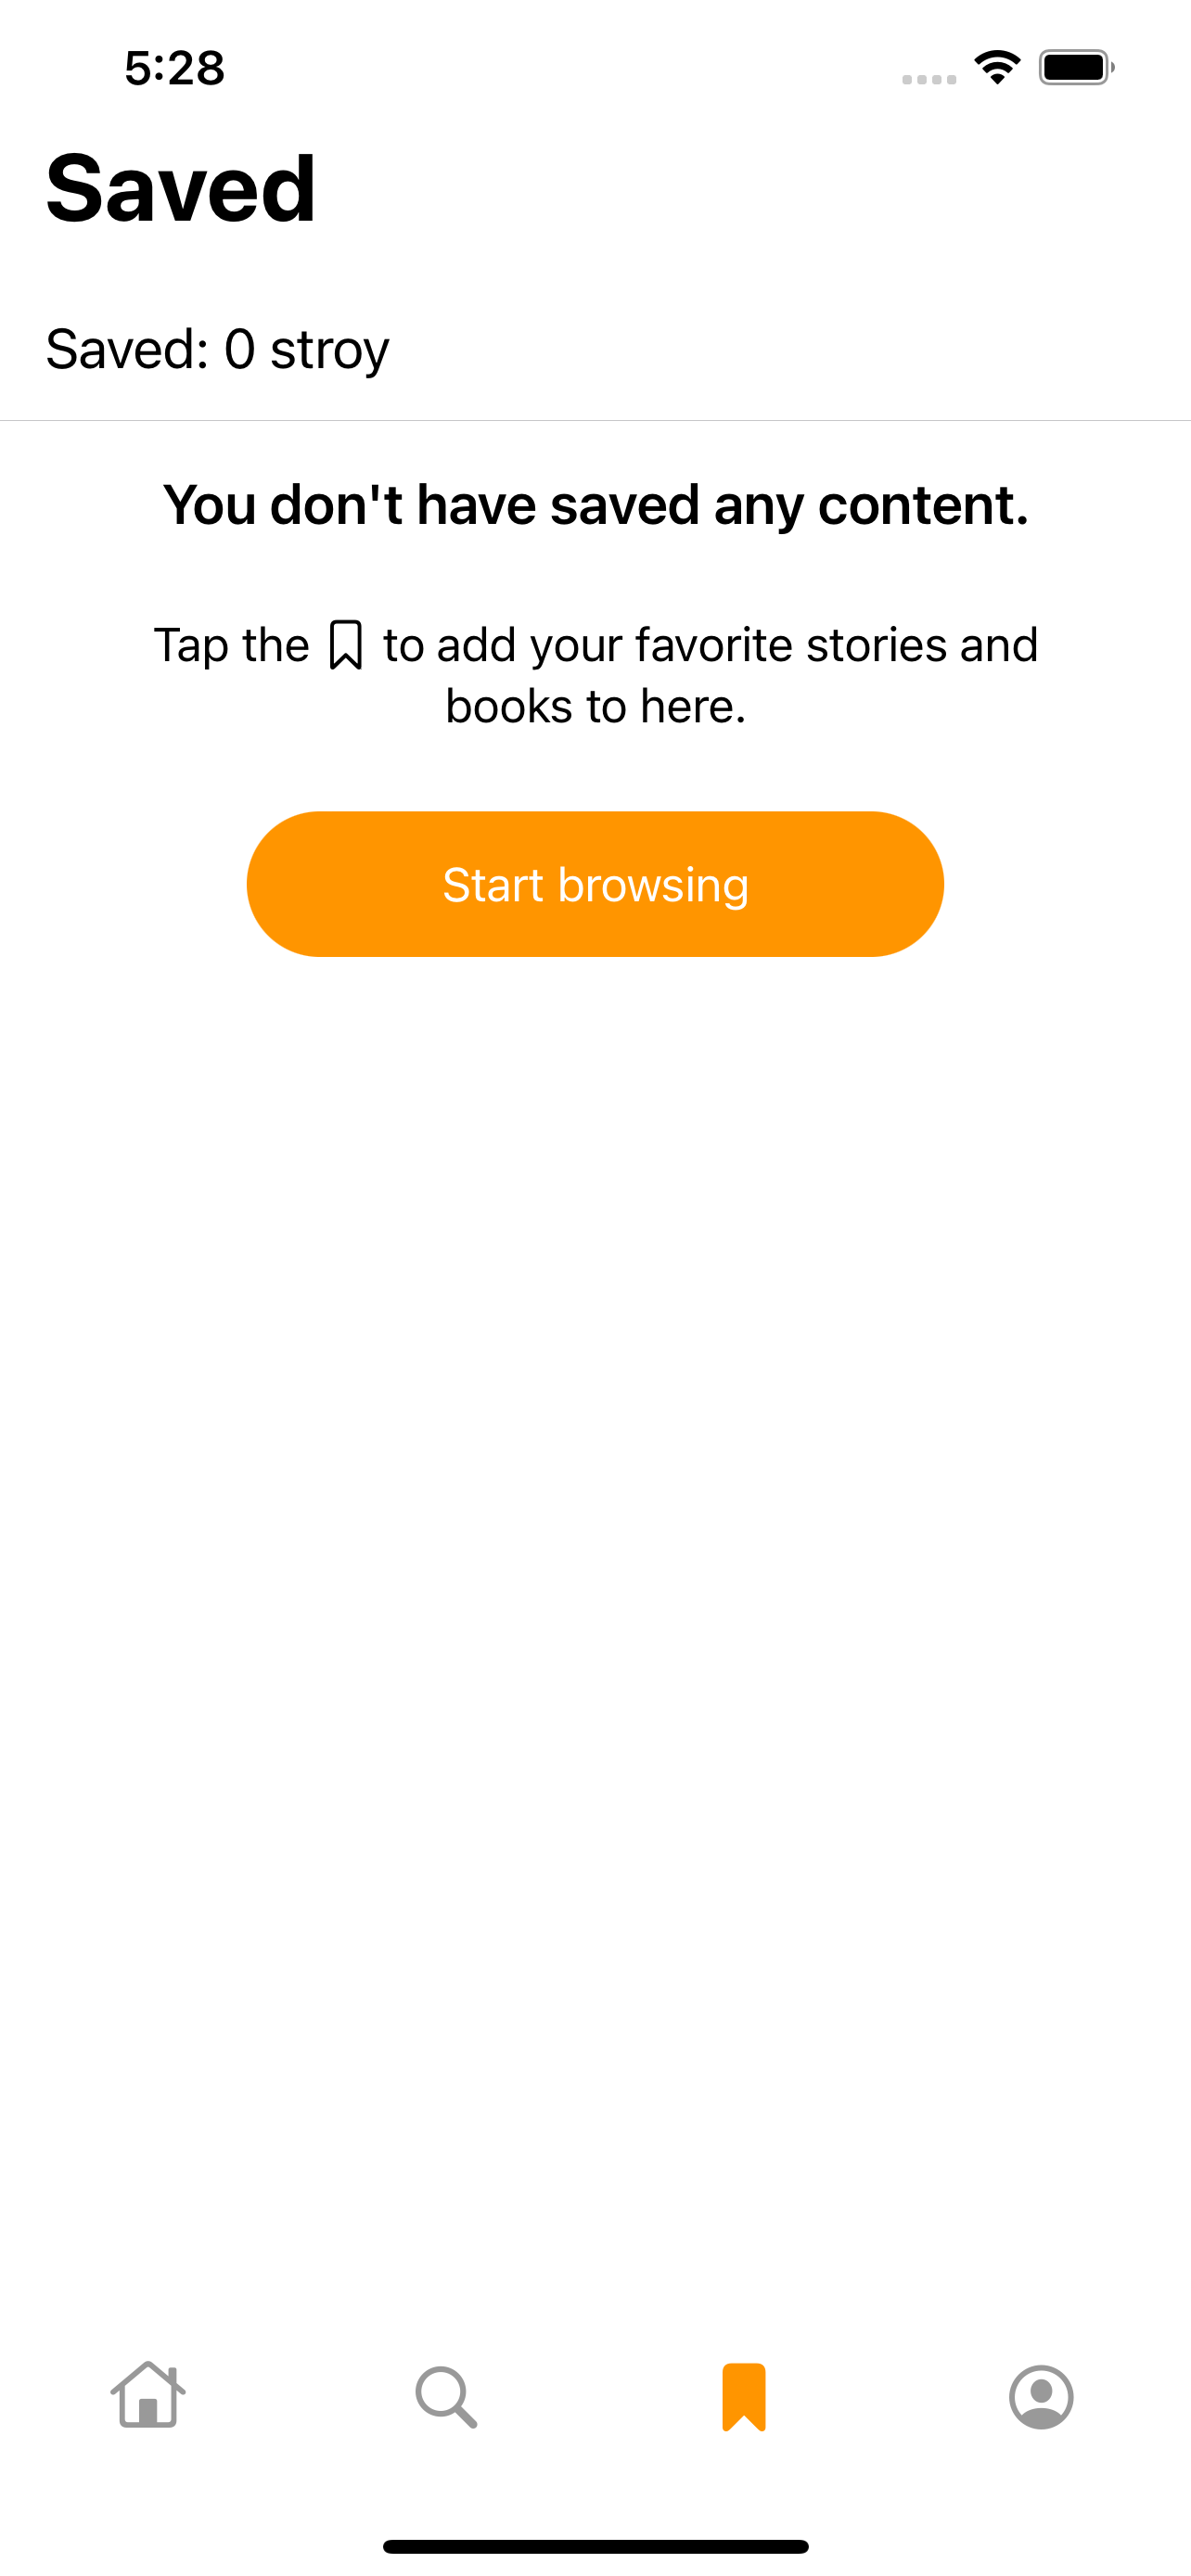 5:28
Saved
Saved: 0 stroy
You don't have saved any content.
Tap the to add your favorite stories and
books to here.
Start browsing